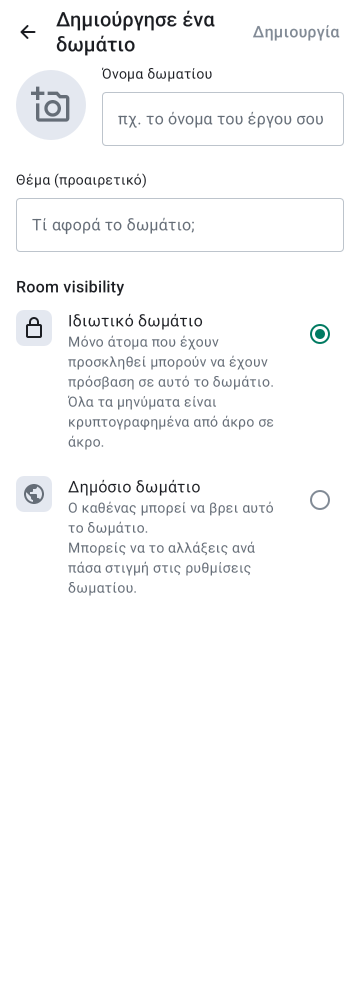 Δημιούργησε ένα
δωμάτιο
Δημιουργία
Όνομα δωματίου
πχ. το όνομα του έργου σου
Θέμα (προαιρετικό)
Τί αφορά το δωμάτιο;
Room visibility
Ιδιωτικό δωμάτιο
Μόνο άτομα που έχουν
προσκληθεί μπορούν να έχουν
πρόσβαση σε αυτό το δωμάτιο.
Όλα τα μηνύματα είναι
κρυπτογραφημένα από άκρο σε
άκρο.
Δημόσιο δωμάτιο
Ο καθένας μπορεί να βρει αυτό
το δωμάτιο.
Μπορείς να το αλλάξεις ανά
πάσα στιγμή στις ρυθμίσεις
δωματίου.